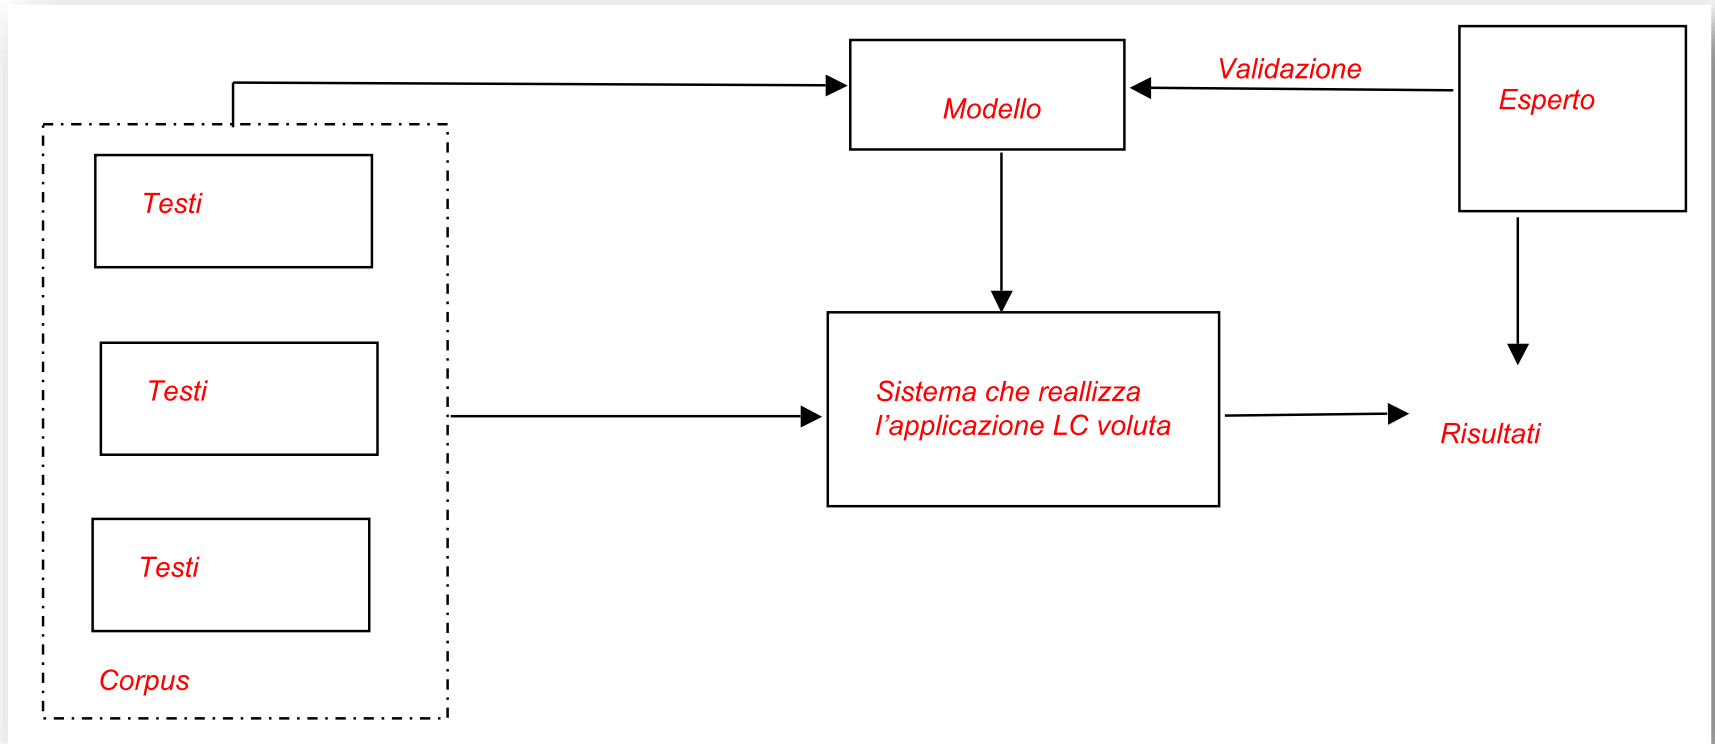 Validazione
Esperto
Modello
Testi
Testi
Sistema che reallizza
l'applicazione LC voluta
Risultati
Testi
Corpus